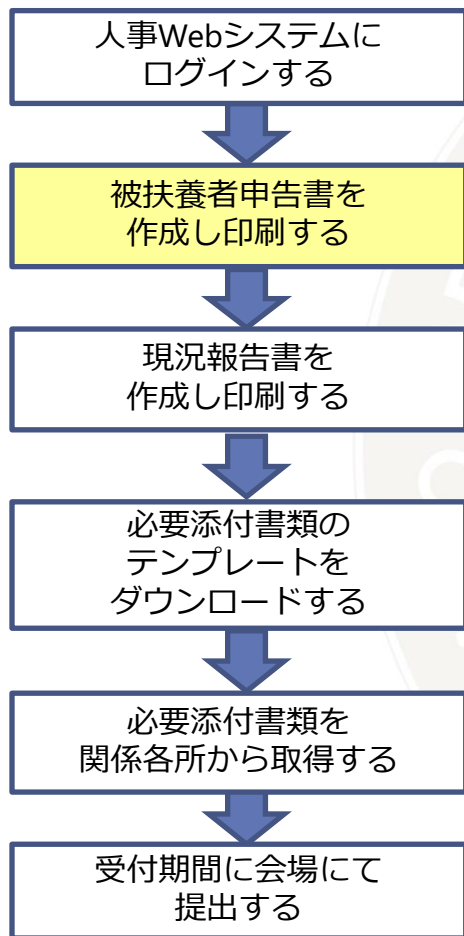 人事Webシステムに
ログインする
被扶養者申告書を
作成し印刷する
現況報告書を
作成し印刷する
必要添付書類の
テンプレートを
ダウンロードする
必要添付書類を
関係各所から取得する
受付期間に会場にて
提出する